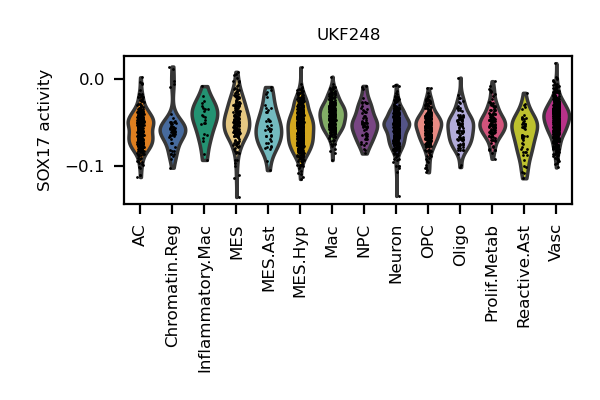 UKF248
SOX17 activity
0.0
−0.1
AC
Chromatin.Reg
Inflammatory.Mac
MES
MES.Ast
MES.Hyp
Mac
NPC
Neuron
OPC
Oligo
Prolif.Metab
Reactive.Ast
Vasc